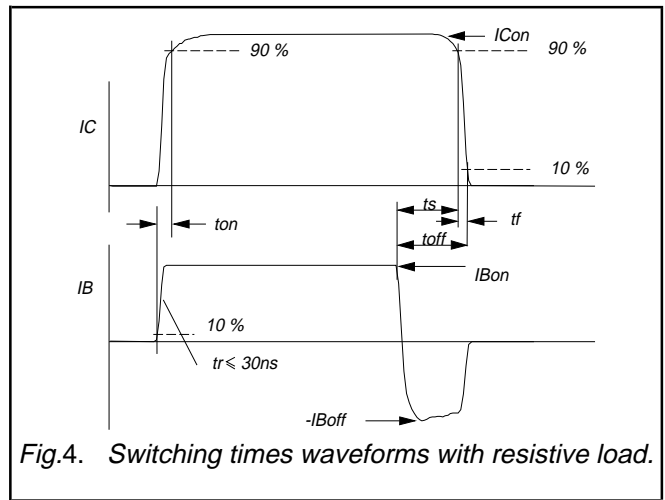 ICon
90 %
90 %
IC
10 %
ts
ton
tf
toff
IB
IBon
10 %
tr ⩽ 30ns
-IBoff
Fig.4. Switching times waveforms with resistive load.